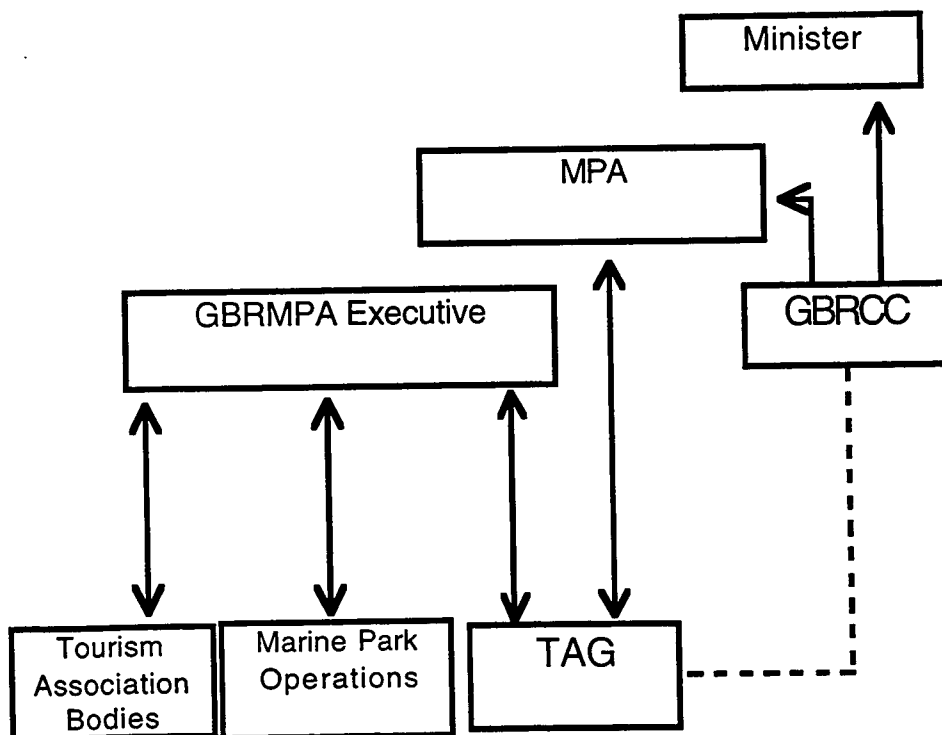 Minister
MPA
GBRMPA Executive
GBRCC
Tourism
Association
Bodies
Marine Park
Operations
TAG